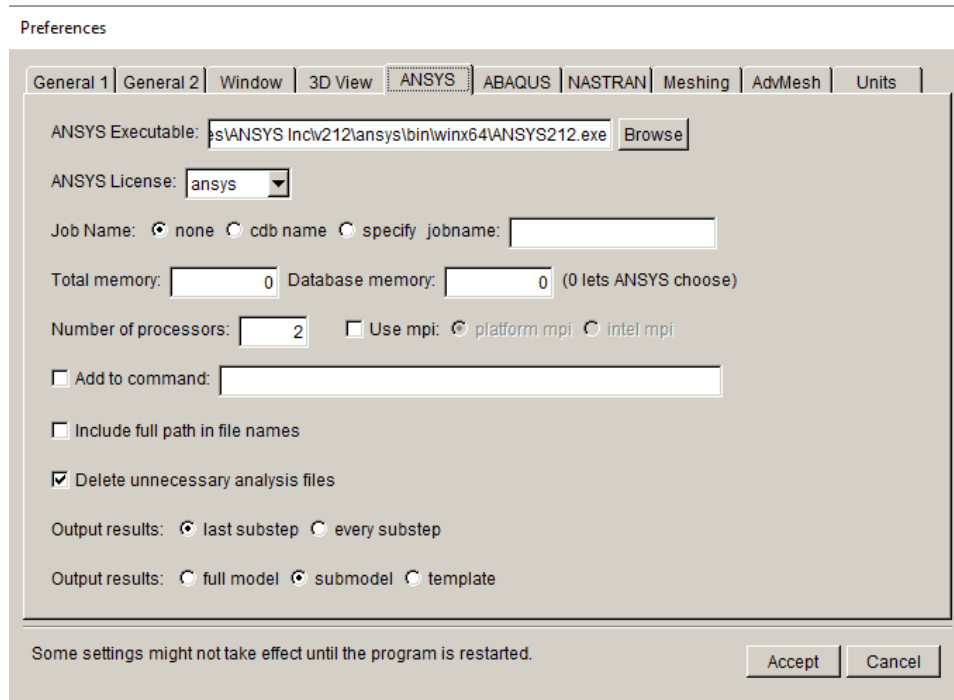 Preferences
General 1 General 2 Window 3D View ANSYS ABAQUS NASTRAN Meshing AdvMesh Units
ANSYS Executable: es\ANSYS Inc\v212\ansys\bin\winx64\ANSYS212.exe Browse
ANSYS License: ansys
Job Name: none cdb name specify jobname:
Total memory: 0 Database memory: 0 (0 lets ANSYS choose)
Number of processors: 2 Use mpi: platform mpi intel mpi
Add to command:
Include full path in file names
Delete unnecessary analysis files
Output results: last substep every substep
Output results: full model submodel template
Some settings might not take effect until the program is restarted. Accept Cancel